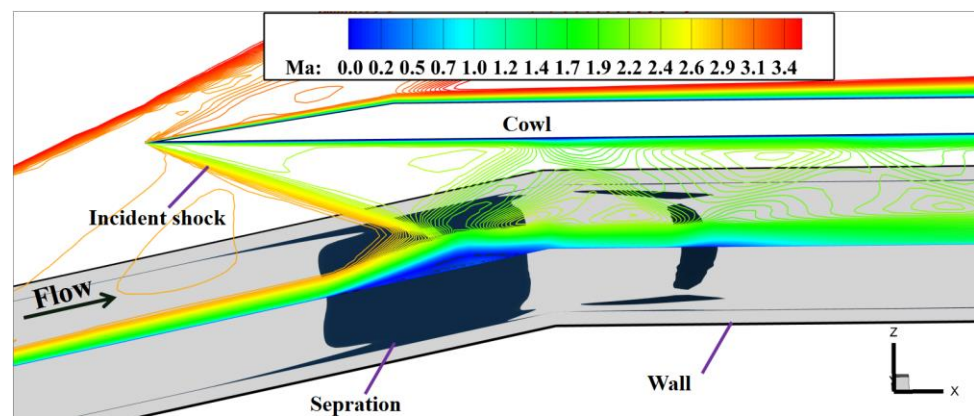 Ma: 0.0 0.2 0.5 0.7 1.0 1.2 1.4 1.7 1.9 2.2 2.4 2.6 2.9 3.1 3.4
Cowl
Incident shock
Flow
Z
X
Wall
Sepration